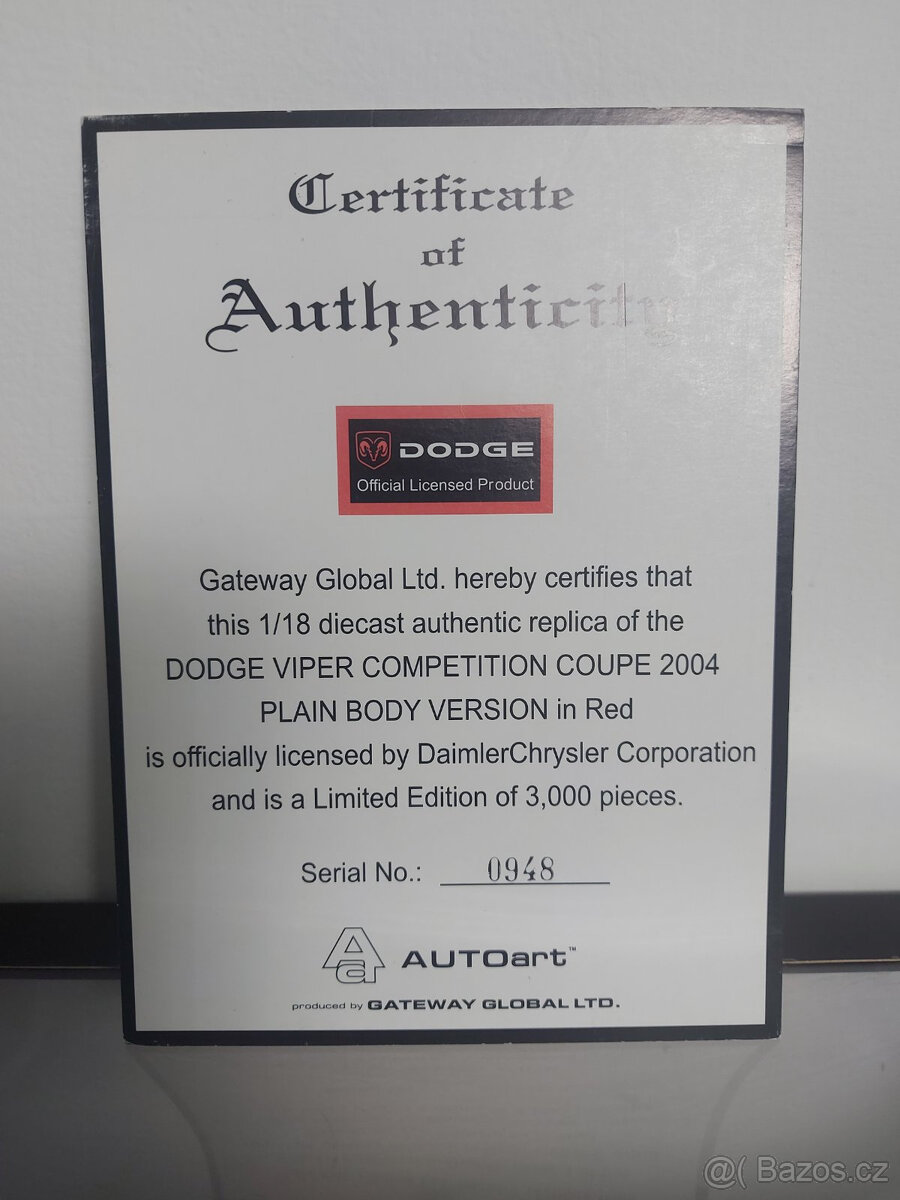 Certificate
of
Authenticity
DODGE
Official Licensed Product
Gateway Global Ltd. hereby certifies that
this 1/18 diecast authentic replica of the
DODGE VIPER COMPETITION COUPE 2004
PLAIN BODY VERSION in Red
is officially licensed by DaimlerChrysler Corporation
and is a Limited Edition of 3,000 pieces.
Serial No.: 0948
Aa AUTOart™
produced by GATEWAY GLOBAL LTD.
@( Bazos.cz